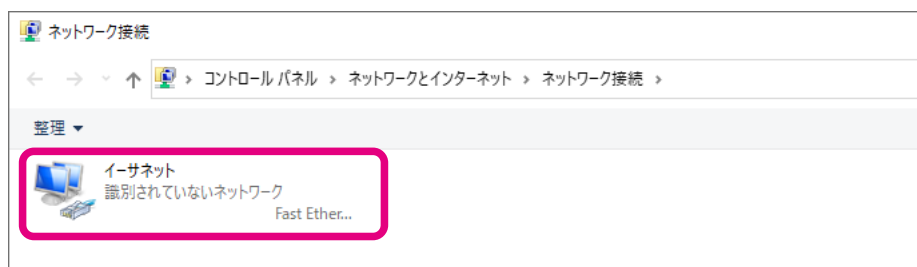 ネットワーク接続
コントロール パネル › ネットワークとインターネット › ネットワーク接続 ›
整理
イーサネット
識別されていないネットワーク
Fast Ether...